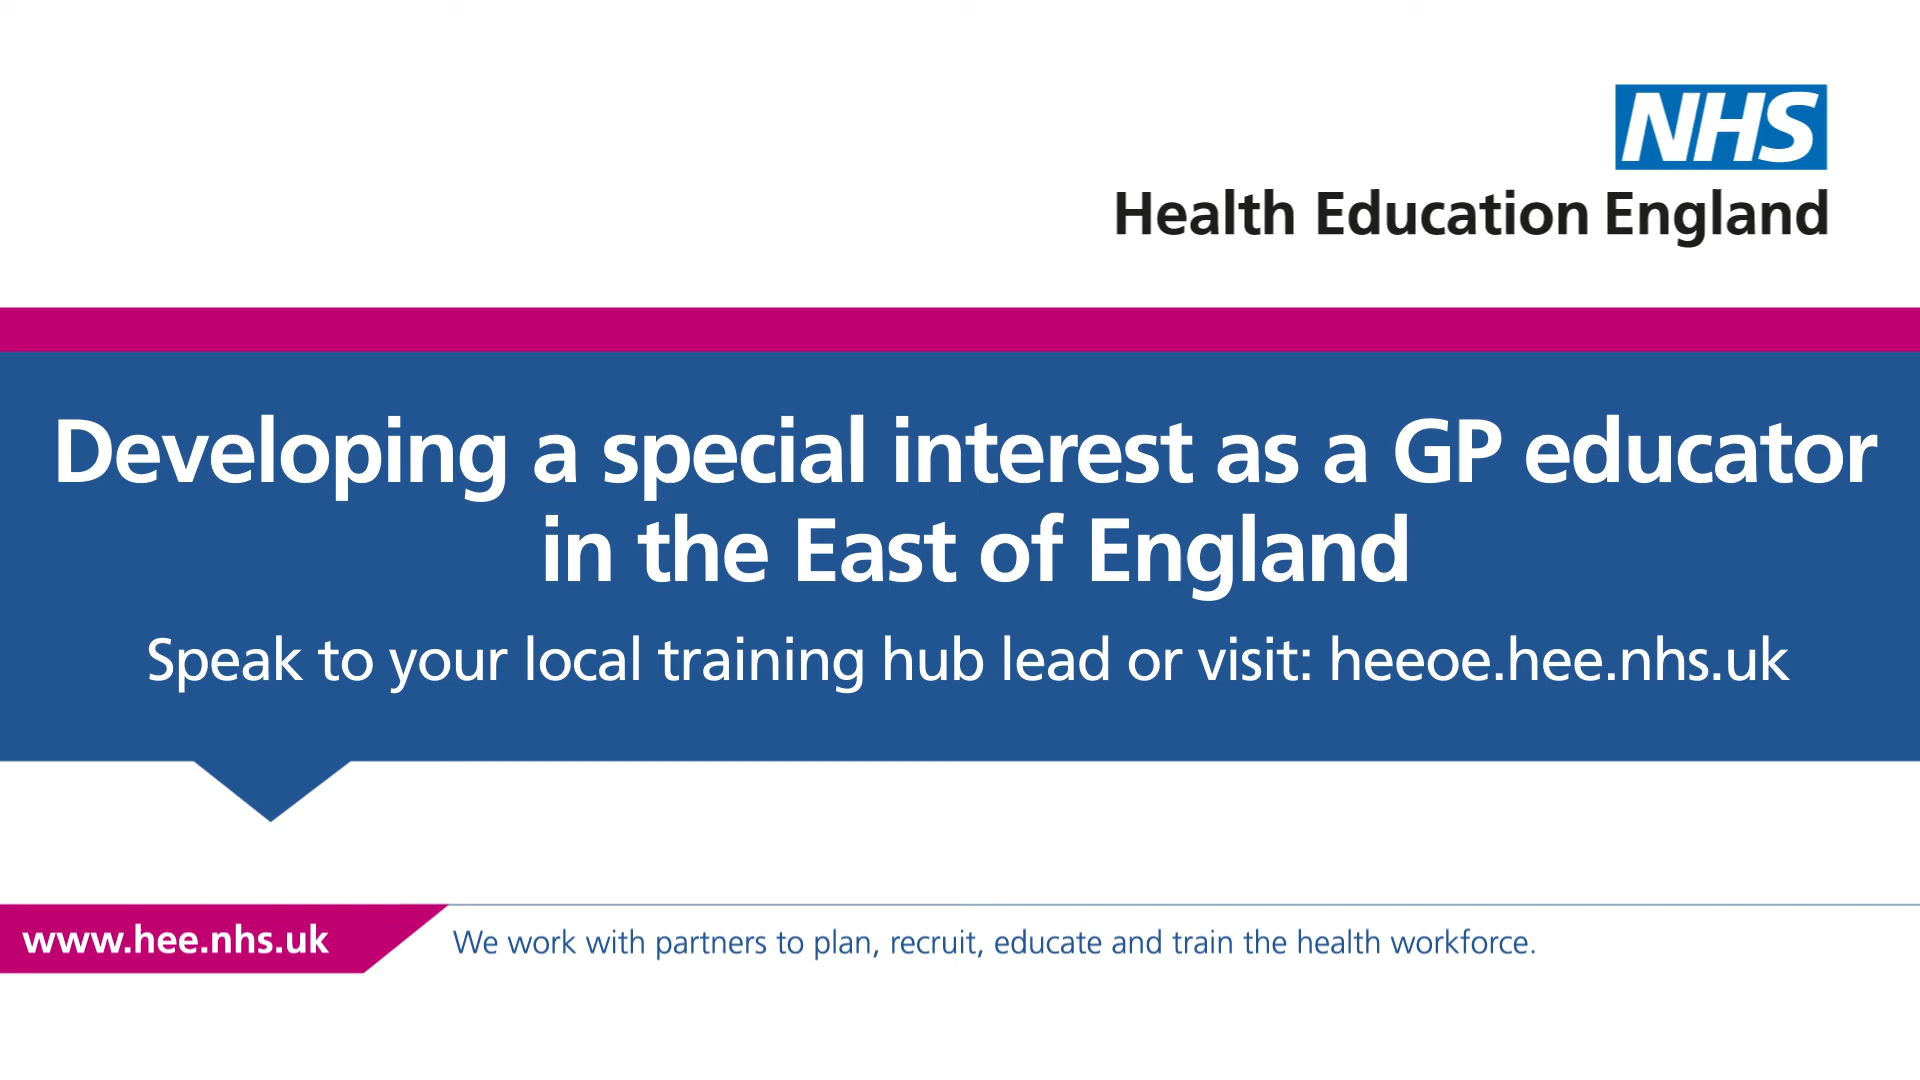 NHS
Health Education England
Developing a special interest as a GP educator
in the East of England
Speak to your local training hub lead or visit: heeoe.hee.nhs.uk
www.hee.nhs.uk
We work with partners to plan, recruit, educate and train the health workforce.